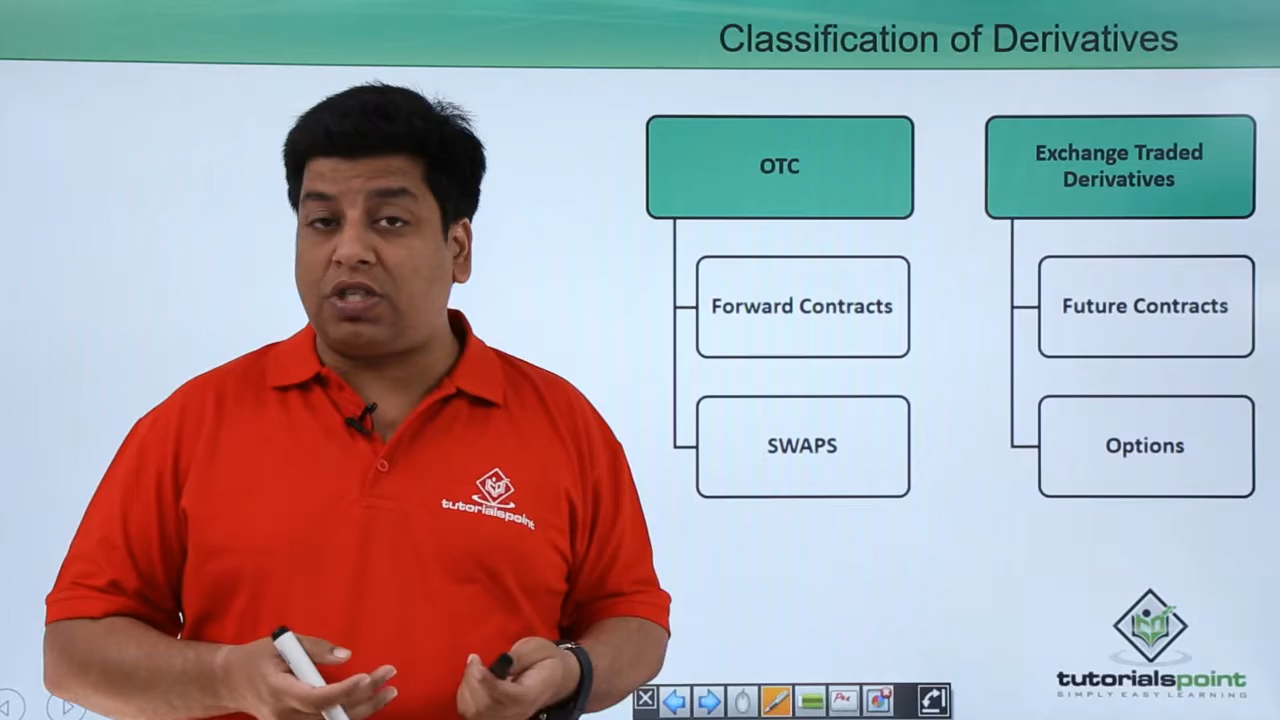 Classification of Derivatives
OTC
Exchange Traded
Derivatives
Forward Contracts
Future Contracts
SWAPS
Options
tutorialspoint
tutorialspoint
SIMPLY EASY LEARNING